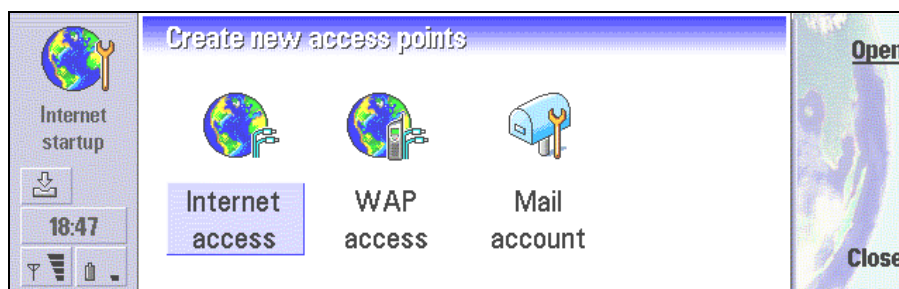 Create new access points
Internet
startup
18:47
Internet
access
WAP
access
Mail
account
Open
Close